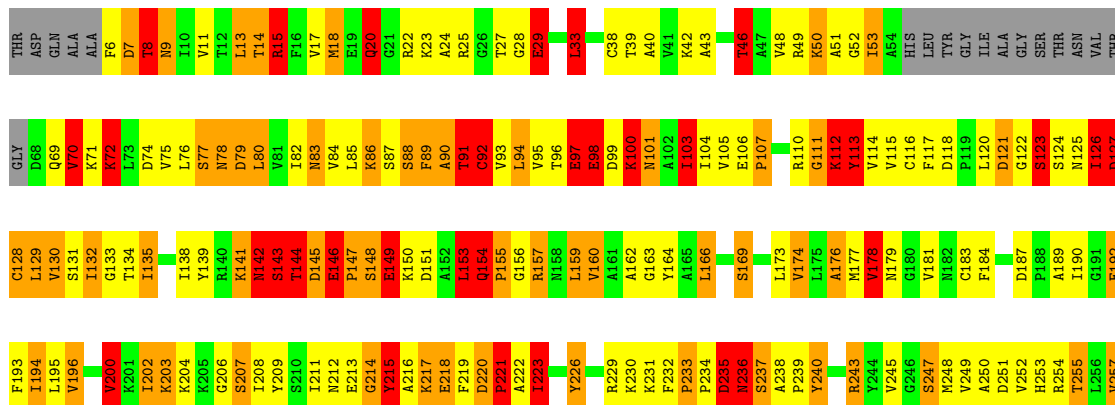 THR ASP GLN ALA ALA F6 D7 T8 N9 I10 V11 T12 L13 T14 R15 F16 V17 M18 E19 Q20 G21 R22 K23 A24 R25 G26 T27 G28 E29 L33 C38 T39 A40 V41 K42 A43 T46 A47 V48 R49 K50 A51 G52 I53 A54 HIS LEU TYR GLY ILE ALA GLY SER THR ASN VAL THR
GLY D68 Q69 V70 K71 K72 L73 D74 V75 L76 S77 N78 D79 L80 V81 I82 N83 V84 L85 K86 S87 S88 F89 A90 T91 C92 V93 L94 V95 T96 E97 E98 D99 K100 N101 A102 I103 I104 V105 E106 P107 R110 G111 K112 Y113 V114 V115 C116 F117 D118 P119 L120 D121 G122 S123 S124 N125 I126
C128 L129 V130 S131 I132 G133 T134 I135 I138 Y139 R140 K141 N142 S143 T144 D145 E146 P147 S148 E149 K150 D151 A152 L153 Q154 P155 G156 R157 N158 L159 V160 A161 A162 G163 Y164 A165 L166 S169 L173 V174 L175 A176 M177 V178 N179 G180 V181 N182 C183 F184 D187 P188 A189 I190 G191
F193 I194 L195 V196 V200 K201 I202 K203 K204 K205 G206 S207 I208 Y209 S210 I211 N212 E213 G214 Y215 A216 K217 E218 F219 D220 P221 A222 I223 Y226 R229 K230 K231 F232 P233 P234 D235 N236 S237 A238 P239 Y240 R243 Y244 V245 G246 S247 M248 V249 A250 D251 V252 H253 R254 T255 L256